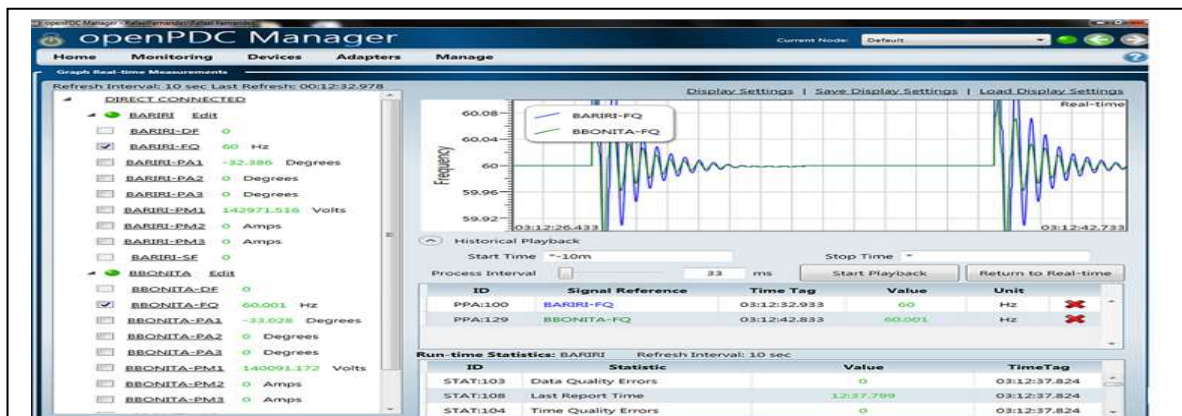 openPDC Manager - RafaelFernandes\Rafael Fernandes
openPDC Manager
Current Node: Default
Home Monitoring Devices Adapters Manage
Graph Real-time Measurements
Refresh Interval: 10 sec Last Refresh: 00:12:32.978
DIRECT CONNECTED
BARIRI Edit
BARIRI-DF 0
BARIRI-FQ 60 Hz
BARIRI-PA1 -32.386 Degrees
BARIRI-PA2 0 Degrees
BARIRI-PA3 0 Degrees
BARIRI-PM1 142971.516 Volts
BARIRI-PM2 0 Amps
BARIRI-PM3 0 Amps
BARIRI-SF 0
BBONITA Edit
BBONITA-DF 0
BBONITA-FQ 60.001 Hz
BBONITA-PA1 -33.028 Degrees
BBONITA-PA2 0 Degrees
BBONITA-PA3 0 Degrees
BBONITA-PM1 140091.172 Volts
BBONITA-PM2 0 Amps
BBONITA-PM3 0 Amps
Display Settings | Save Display Settings | Load Display Settings
Real-time
BARIRI-FQ
BBONITA-FQ
Frequency
60.08
60.04
60
59.96
59.92
03:12:26.433 03:12:42.733
Historical Playback
Start Time *-10m Stop Time *
Process Interval 33 ms Start Playback Return to Real-time
ID Signal Reference Time Tag Value Unit
PPA:100 BARIRI-FQ 03:12:32.933 60 Hz
PPA:129 BBONITA-FQ 03:12:42.833 60.001 Hz
Run-time Statistics: BARIRI Refresh Interval: 10 sec
ID Statistic Value TimeTag
STAT:103 Data Quality Errors 0 03:12:37.824
STAT:108 Last Report Time 12:37.799 03:12:37.824
STAT:104 Time Quality Errors 0 03:12:37.824